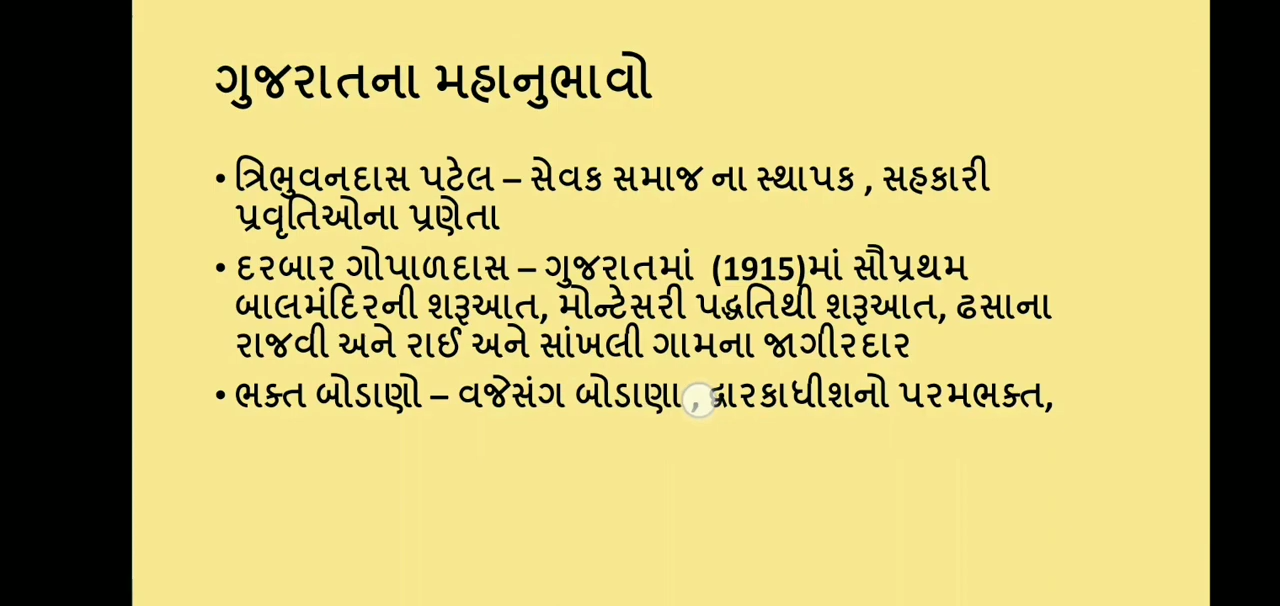 ગુજરાતના મહાનુભાવો
• ત્રિભુવનદાસ પટેલ – સેવક સમાજ ના સ્થાપક , સહકારી
પ્રવૃતિઓના પ્રણેતા
• દરબાર ગોપાળદાસ – ગુજરાતમાં (1915)માં સૌપ્રથમ
બાલમંદિરની શરૂઆત, મોન્ટેસરી પદ્ધતિથી શરૂઆત, ઢસાના
રાજવી અને રાઈ અને સાંખલી ગામના જાગીરદાર
• ભક્ત બોડાણો – વજેસંગ બોડાણા , દ્વારકાધીશનો પરમભક્ત,